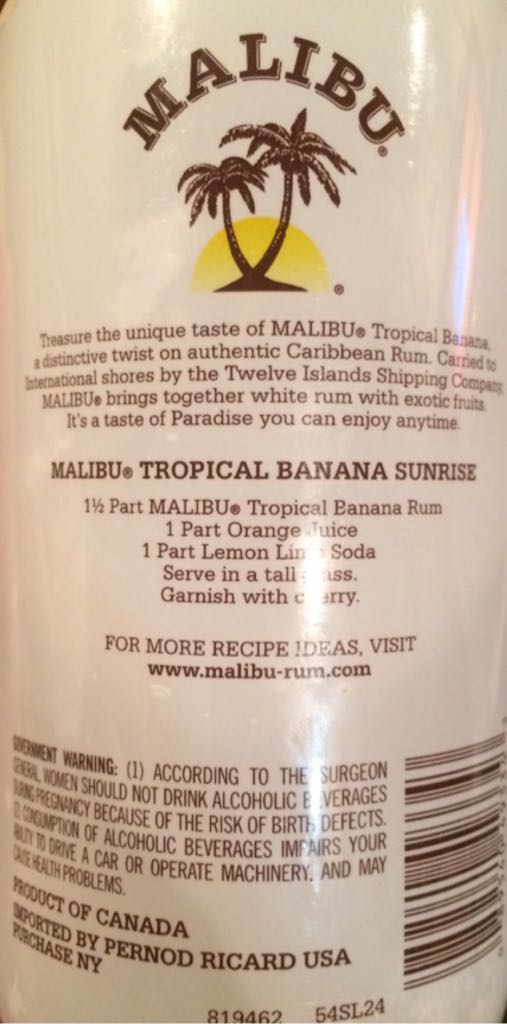 MALIBU®
®
Treasure the unique taste of MALIBU® Tropical Banana,
a distinctive twist on authentic Caribbean Rum. Carried to
International shores by the Twelve Islands Shipping Company,
MALIBU® brings together white rum with exotic fruits.
It's a taste of Paradise you can enjoy anytime.
MALIBU® TROPICAL BANANA SUNRISE
1½ Part MALIBU® Tropical Banana Rum
1 Part Orange Juice
1 Part Lemon Lime Soda
Serve in a tall glass.
Garnish with cherry.
FOR MORE RECIPE IDEAS, VISIT
www.malibu-rum.com
GOVERNMENT WARNING: (1) ACCORDING TO THE SURGEON
GENERAL, WOMEN SHOULD NOT DRINK ALCOHOLIC BEVERAGES
DURING PREGNANCY BECAUSE OF THE RISK OF BIRTH DEFECTS.
(2) CONSUMPTION OF ALCOHOLIC BEVERAGES IMPAIRS YOUR
ABILITY TO DRIVE A CAR OR OPERATE MACHINERY, AND MAY
CAUSE HEALTH PROBLEMS.
PRODUCT OF CANADA
IMPORTED BY PERNOD RICARD USA
PURCHASE NY
819462 54SL24